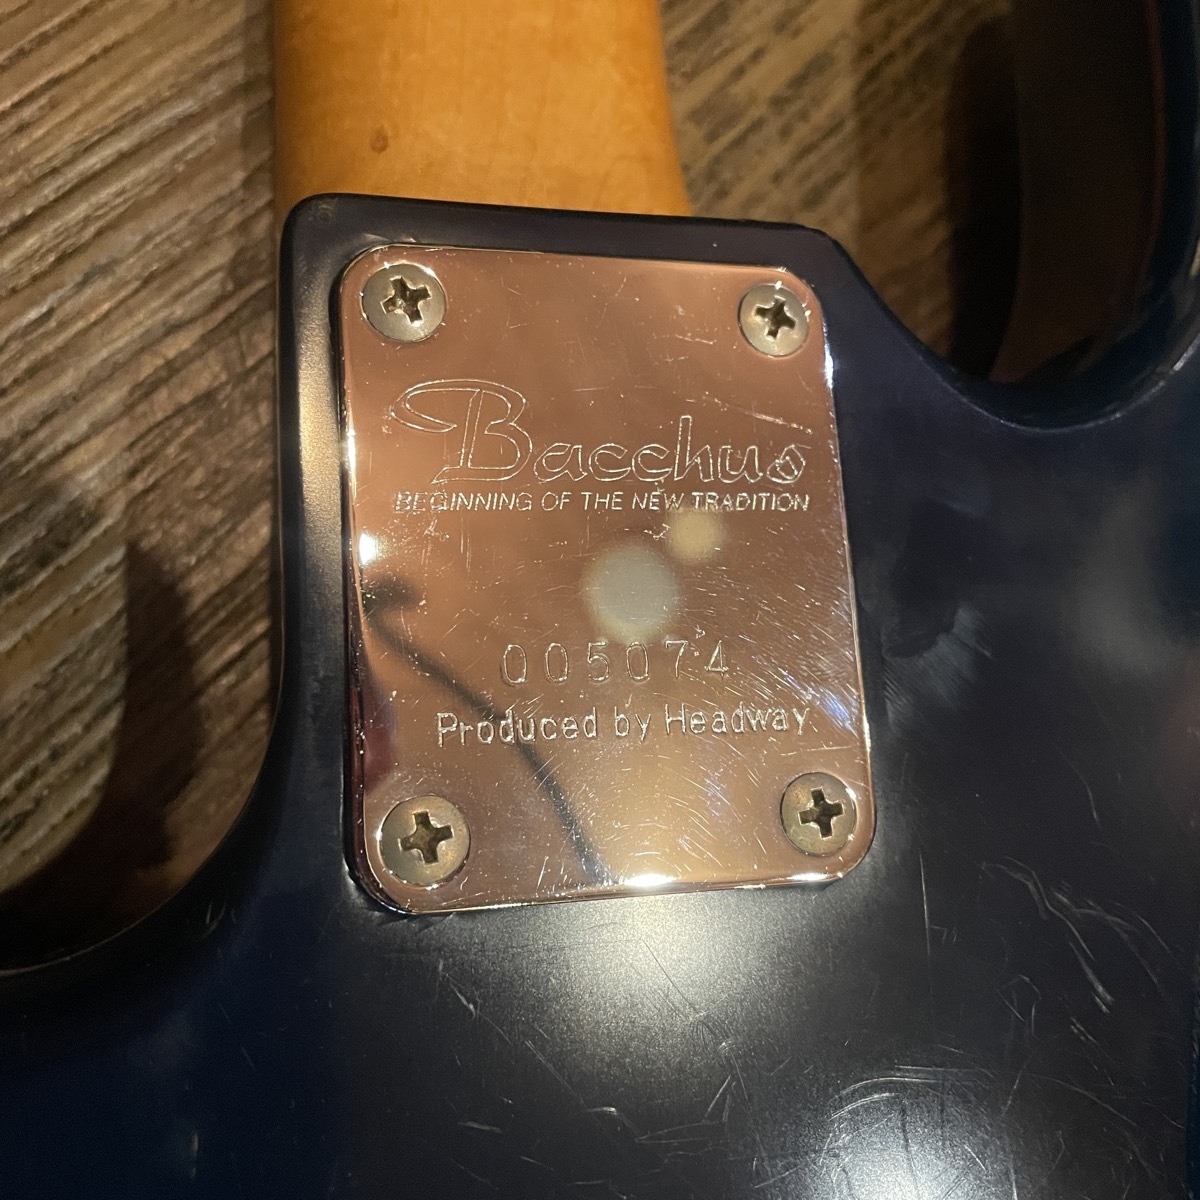 Bacchus
BEGINNING OF THE NEW TRADITION
005074
Produced by Headway